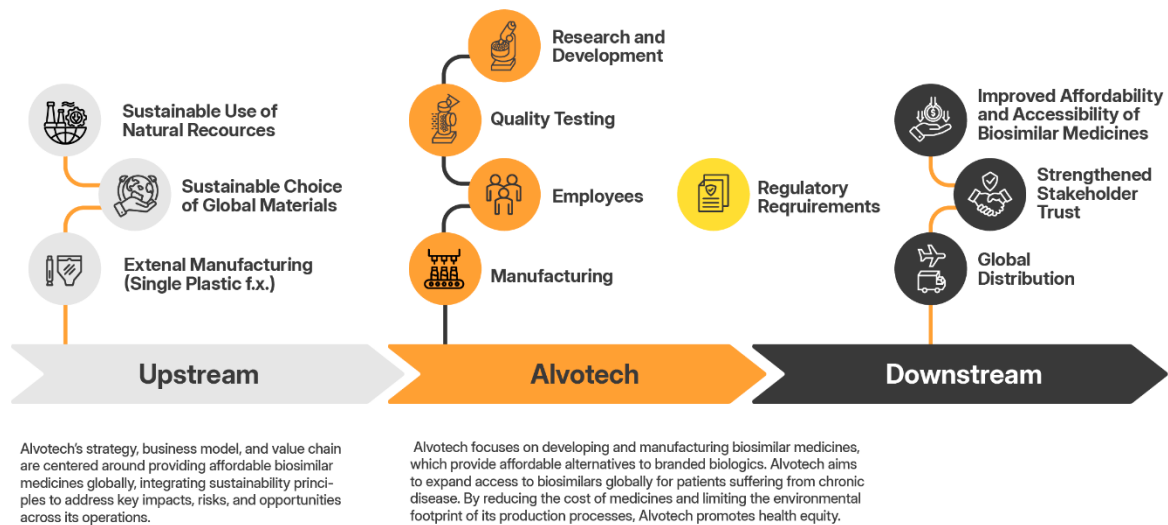 Research and
Development
Sustainable Use of
Natural Recources
Quality Testing
Improved Affordability
and Accessibility of
Biosimilar Medicines
Sustainable Choice
of Global Materials
Employees
Regulatory
Reqruirements
Strengthened
Stakeholder
Trust
Extenal Manufacturing
(Single Plastic f.x.)
Manufacturing
Global
Distribution
Upstream
Alvotech
Downstream
Alvotech's strategy, business model, and value chain
are centered around providing affordable biosimilar
medicines globally, integrating sustainability princi-
ples to address key impacts, risks, and opportunities
across its operations.
Alvotech focuses on developing and manufacturing biosimilar medicines,
which provide affordable alternatives to branded biologics. Alvotech aims
to expand access to biosimilars globally for patients suffering from chronic
disease. By reducing the cost of medicines and limiting the environmental
footprint of its production processes, Alvotech promotes health equity.